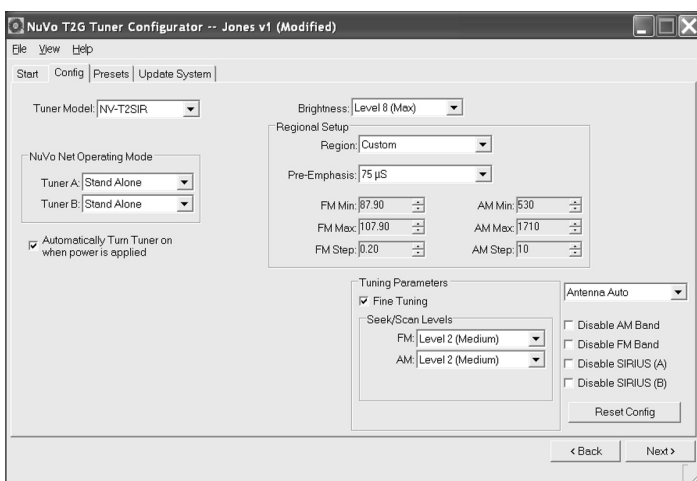 NuVo T2G Tuner Configurator -- Jones v1 (Modified)
File View Help
Start Config Presets Update System
Tuner Model: NV-T2SIR
Brightness: Level 8 (Max)
NuVo Net Operating Mode
Tuner A: Stand Alone
Tuner B: Stand Alone
Automatically Turn Tuner on
when power is applied
Regional Setup
Region: Custom
Pre-Emphasis: 75 µS
FM Min: 87.90 AM Min: 530
FM Max: 107.90 AM Max: 1710
FM Step: 0.20 AM Step: 10
Tuning Parameters
Fine Tuning
Seek/Scan Levels
FM: Level 2 (Medium)
AM: Level 2 (Medium)
Antenna Auto
Disable AM Band
Disable FM Band
Disable SIRIUS (A)
Disable SIRIUS (B)
Reset Config
< Back Next >